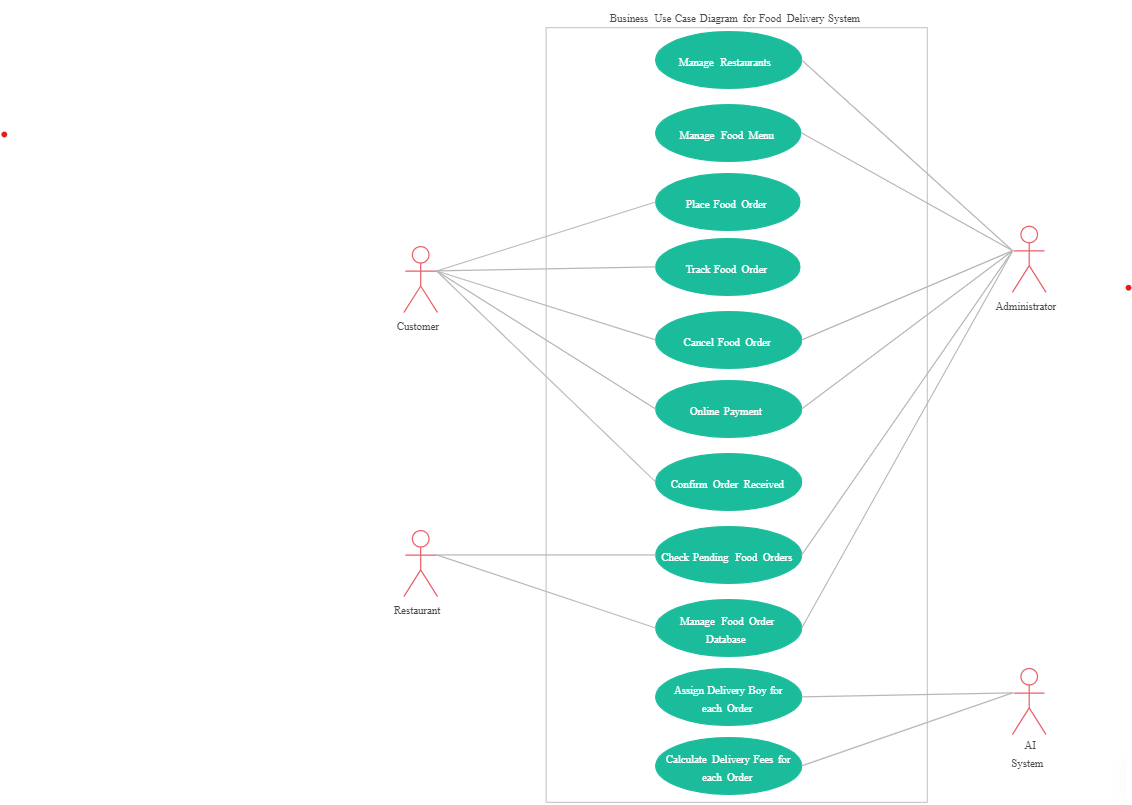 Business Use Case Diagram for Food Delivery System
Manage Restaurants
Manage Food Menu
Place Food Order
Track Food Order
Customer
Administrator
Cancel Food Order
Online Payment
Confirm Order Received
Check Pending Food Orders
Restaurant
Manage Food Order
Database
Assign Delivery Boy for
each Order
AI
System
Calculate Delivery Fees for
each Order